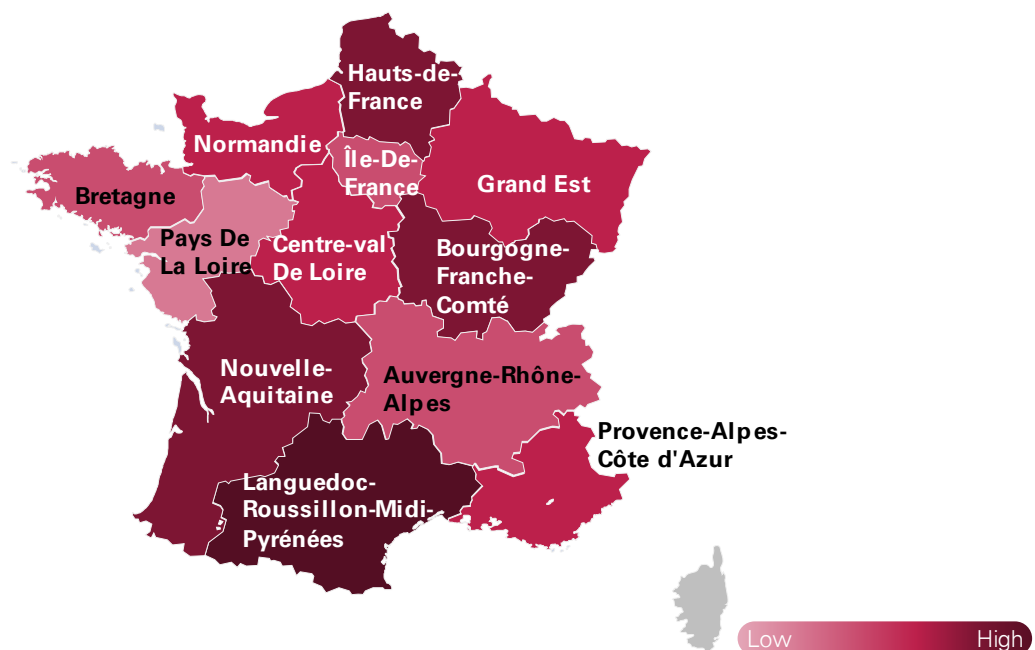 Hauts-de-
France
Normandie
Île-De-
France
Grand Est
Bretagne
Pays De
La Loire
Centre-val
De Loire
Bourgogne-
Franche-
Comté
Nouvelle-
Aquitaine
Auvergne-Rhône-
Alpes
Provence-Alpes-
Côte d'Azur
Languedoc-
Roussillon-Midi-
Pyrénées
Low High